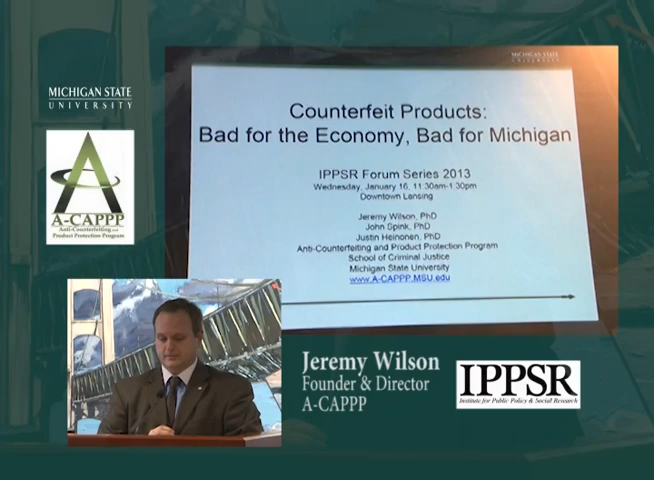 MICHIGAN STATE
UNIVERSITY
A-CAPPP
Anti-Counterfeiting and
Product Protection Program
MICHIGAN STATE
UNIVERSITY
Counterfeit Products:
Bad for the Economy, Bad for Michigan
IPPSR Forum Series 2013
Wednesday, January 16, 11:30am-1:30pm
Downtown Lansing
Jeremy Wilson, PhD
John Spink, PhD
Justin Heinonen, PhD
Anti-Counterfeiting and Product Protection Program
School of Criminal Justice
Michigan State University
www.A-CAPPP.MSU.edu
Jeremy Wilson
Founder & Director
A-CAPPP
IPPSR
Institute for Public Policy & Social Research